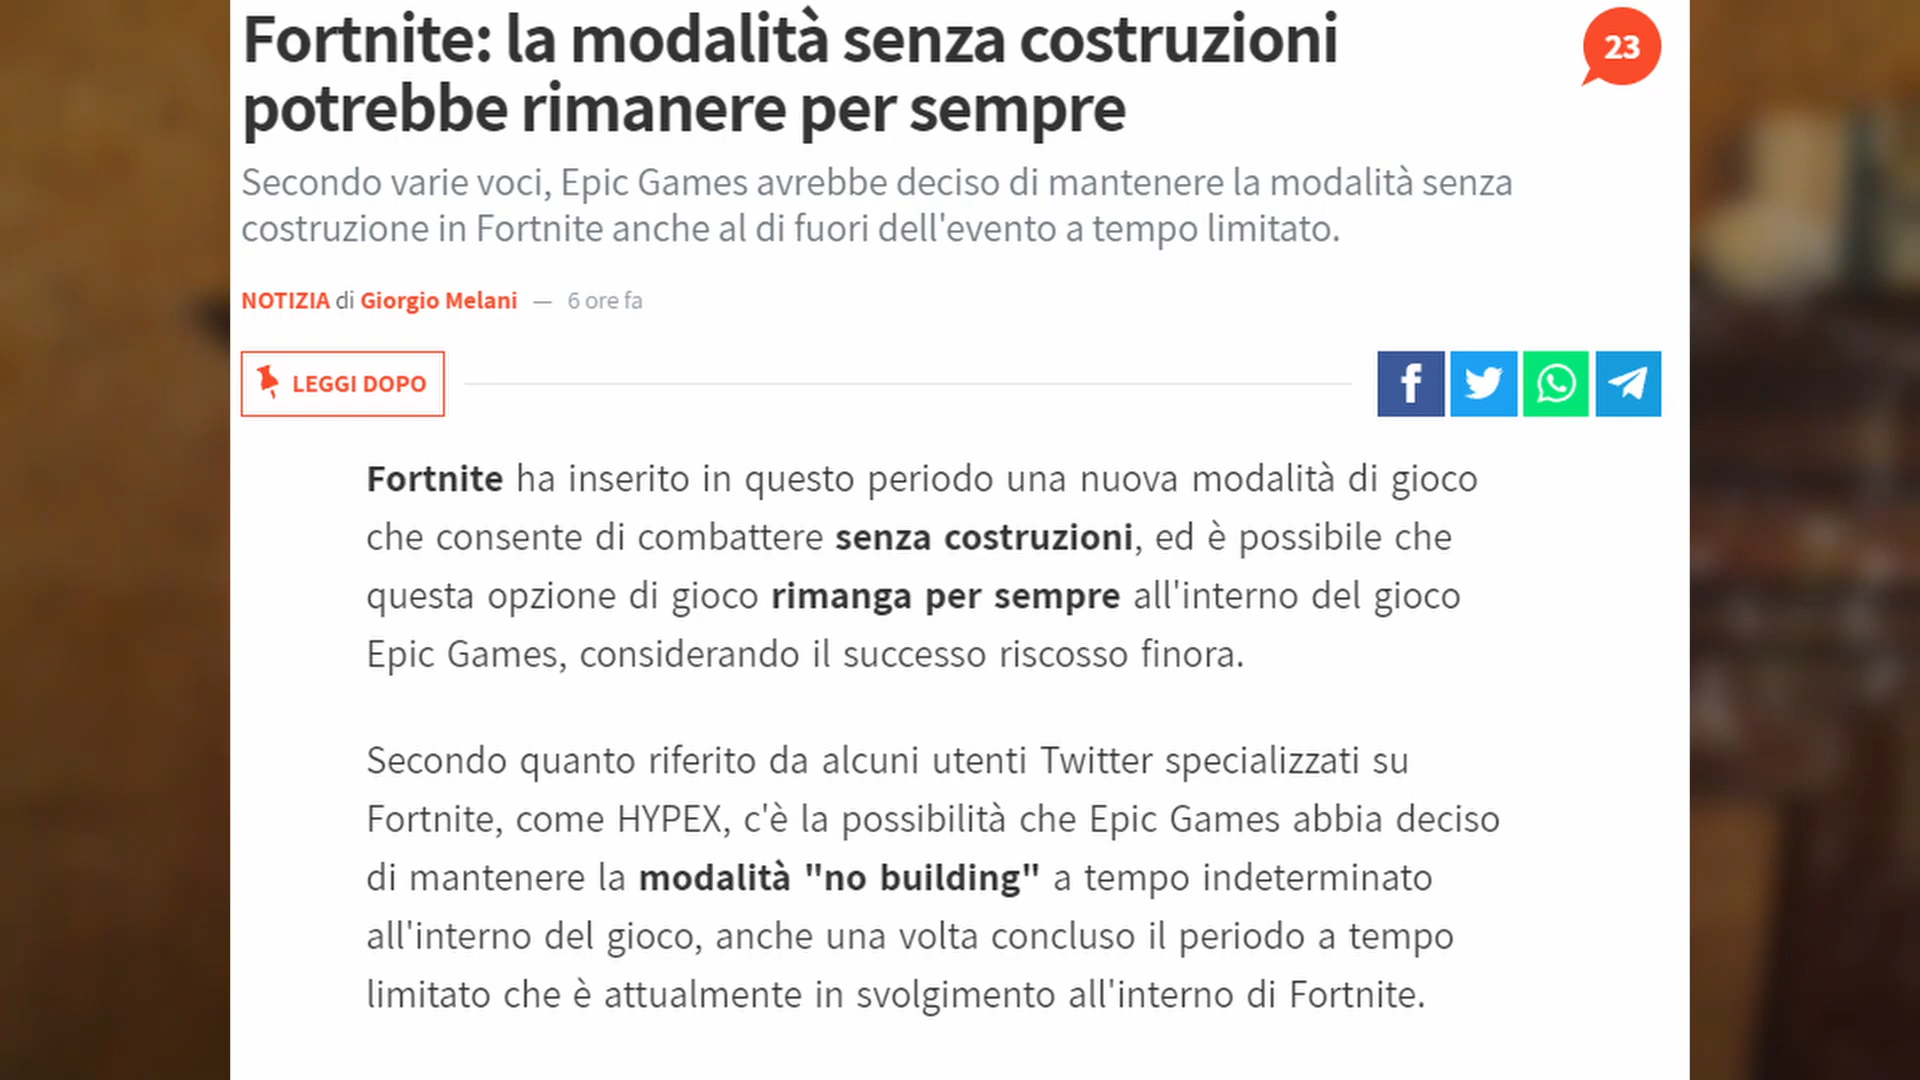 Fortnite: la modalità senza costruzioni
potrebbe rimanere per sempre
23
Secondo varie voci, Epic Games avrebbe deciso di mantenere la modalità senza
costruzione in Fortnite anche al di fuori dell'evento a tempo limitato.
NOTIZIA di Giorgio Melani — 6 ore fa
LEGGI DOPO
Fortnite ha inserito in questo periodo una nuova modalità di gioco
che consente di combattere senza costruzioni, ed è possibile che
questa opzione di gioco rimanga per sempre all'interno del gioco
Epic Games, considerando il successo riscosso finora.
Secondo quanto riferito da alcuni utenti Twitter specializzati su
Fortnite, come HYPEX, c'è la possibilità che Epic Games abbia deciso
di mantenere la modalità "no building" a tempo indeterminato
all'interno del gioco, anche una volta concluso il periodo a tempo
limitato che è attualmente in svolgimento all'interno di Fortnite.